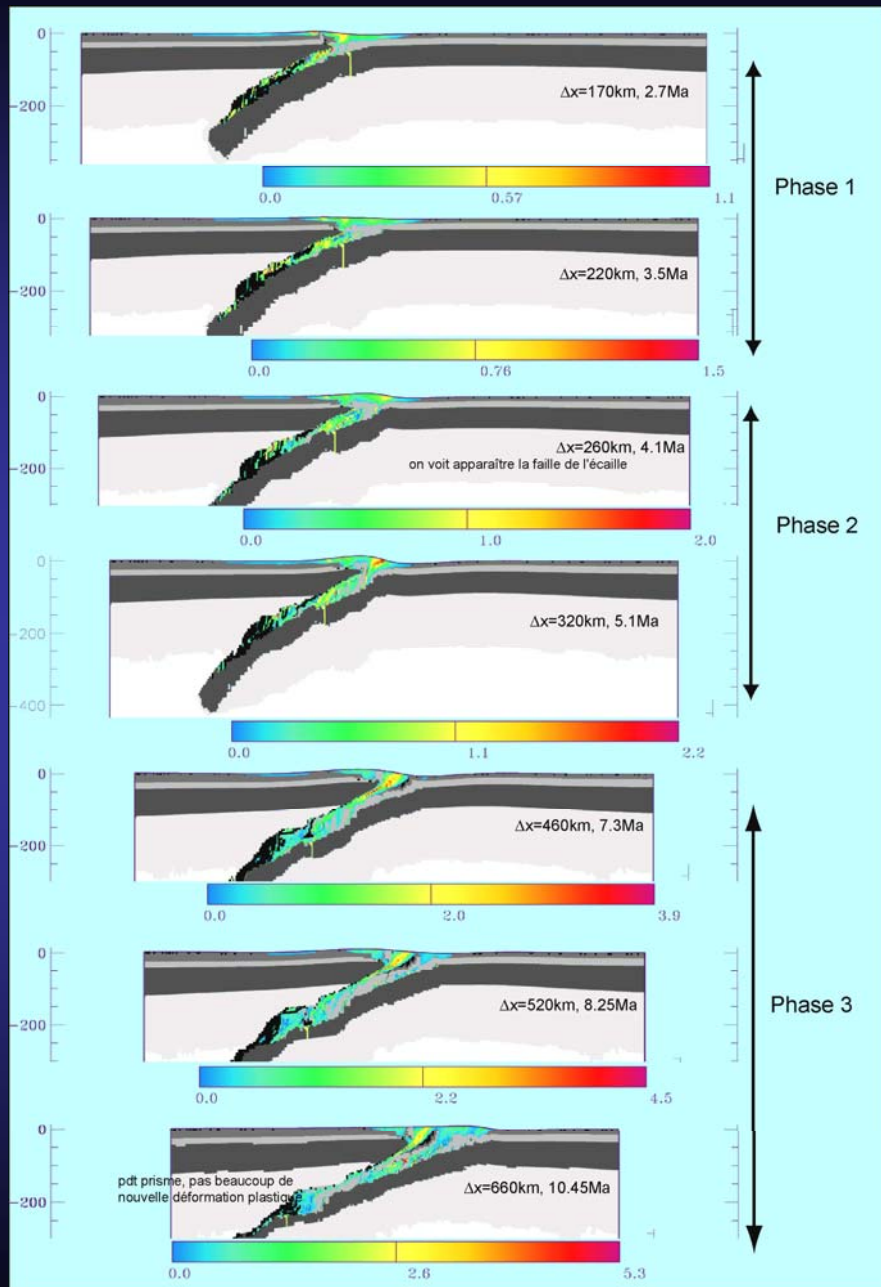 0
-200
Δx=170km, 2.7Ma
0.0 0.57 1.1
Phase 1
0
-200
Δx=220km, 3.5Ma
0.0 0.76 1.5
0
-200
Δx=260km, 4.1Ma
on voit apparaître la faille de l'écaille
0.0 1.0 2.0
Phase 2
0
-200
-400
Δx=320km, 5.1Ma
0.0 1.1 2.2
0
-200
Δx=460km, 7.3Ma
0.0 2.0 3.9
0
-200
Δx=520km, 8.25Ma
Phase 3
0.0 2.2 4.5
0
-200
pdt prisme, pas beaucoup de
nouvelle déformation plastique
Δx=660km, 10.45Ma
0.0 2.6 5.3